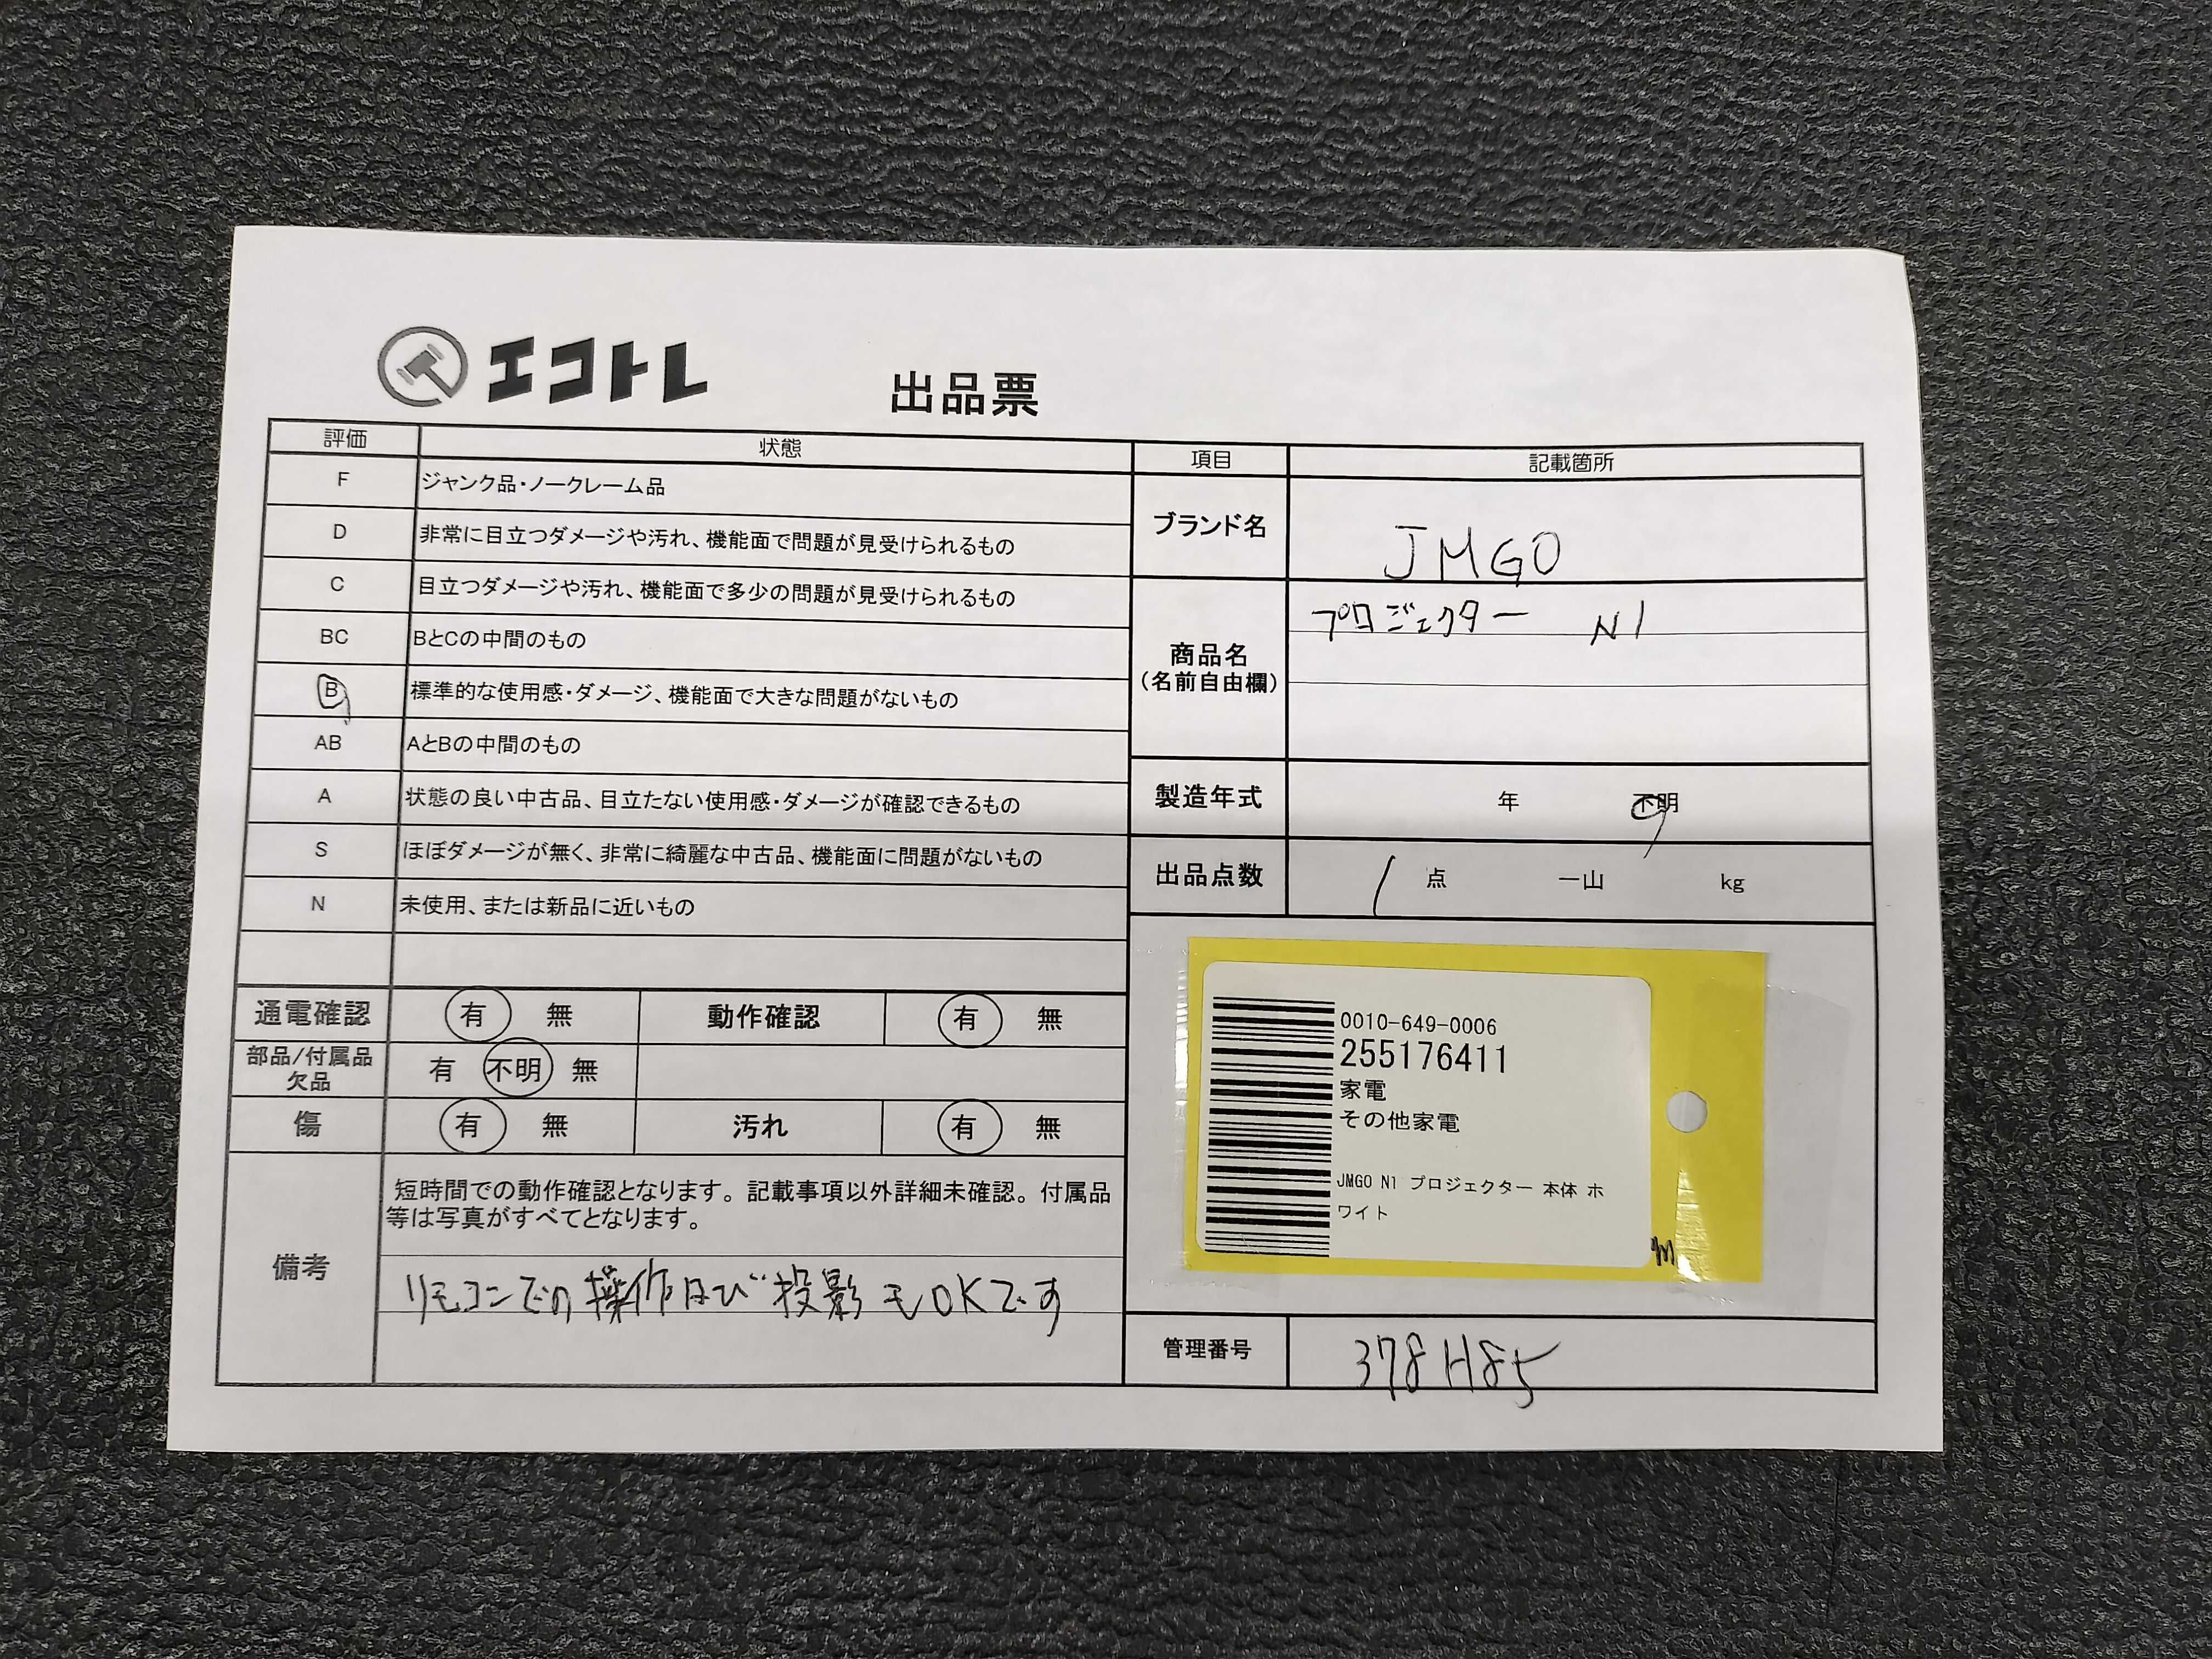 エコトレ
出品票
評価 状態
F ジャンク品・ノークレーム品
D 非常に目立つダメージや汚れ、機能面で問題が見受けられるもの
C 目立つダメージや汚れ、機能面で多少の問題が見受けられるもの
BC BとCの中間のもの
B 標準的な使用感・ダメージ、機能面で大きな問題がないもの
AB AとBの中間のもの
A 状態の良い中古品、目立たない使用感・ダメージが確認できるもの
S ほぼダメージが無く、非常に綺麗な中古品、機能面に問題がないもの
N 未使用、または新品に近いもの
通電確認 有 無 動作確認 有 無
部品/付属品
欠品 有 不明 無
傷 有 無 汚れ 有 無
備考
短時間での動作確認となります。記載事項以外詳細未確認。付属品
等は写真がすべてとなります。
リモコンでの操作及び投影もOKです
項目 記載箇所
ブランド名 JMGO
商品名
(名前自由欄)
プロジェクター N1
製造年式 年 不明
出品点数 1 点 一山 kg
0010-649-0006
255176411
家電
その他家電
JMGO N1 プロジェクター 本体 ホ
ワイト
m
管理番号 378H85